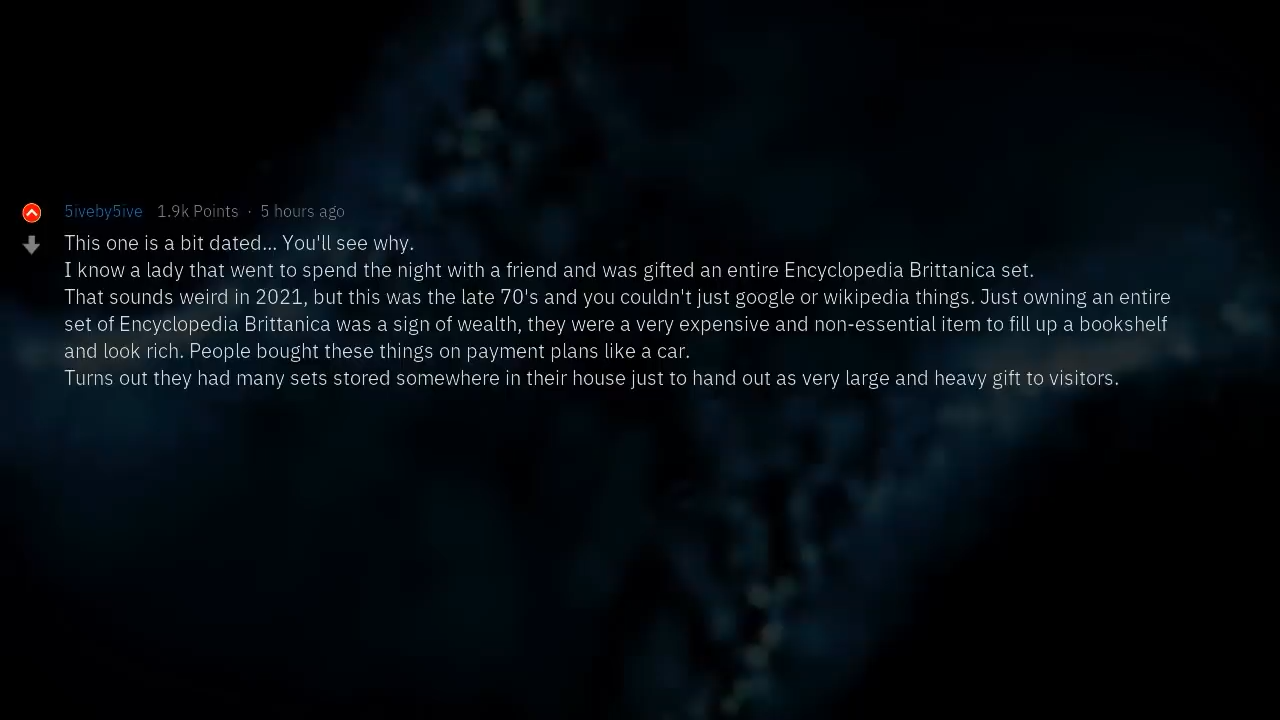 5iveby5ive 1.9k Points · 5 hours ago
This one is a bit dated... You'll see why.
I know a lady that went to spend the night with a friend and was gifted an entire Encyclopedia Brittanica set.
That sounds weird in 2021, but this was the late 70's and you couldn't just google or wikipedia things. Just owning an entire
set of Encyclopedia Brittanica was a sign of wealth, they were a very expensive and non-essential item to fill up a bookshelf
and look rich. People bought these things on payment plans like a car.
Turns out they had many sets stored somewhere in their house just to hand out as very large and heavy gift to visitors.